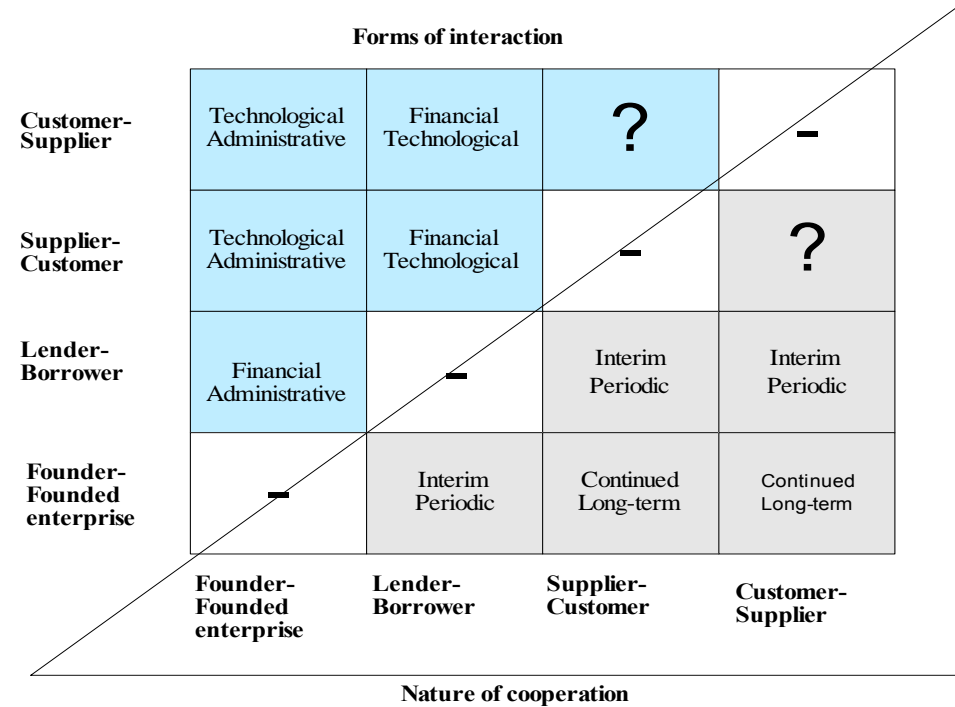 Forms of interaction
Customer-
Supplier
Technological
Administrative
Financial
Technological
?
-
Supplier-
Customer
Technological
Administrative
Financial
Technological
-
?
Lender-
Borrower
Financial
Administrative
-
Interim
Periodic
Interim
Periodic
Founder-
Founded
enterprise
-
Interim
Periodic
Continued
Long-term
Continued
Long-term
Founder-
Founded
enterprise
Lender-
Borrower
Supplier-
Customer
Customer-
Supplier
Nature of cooperation